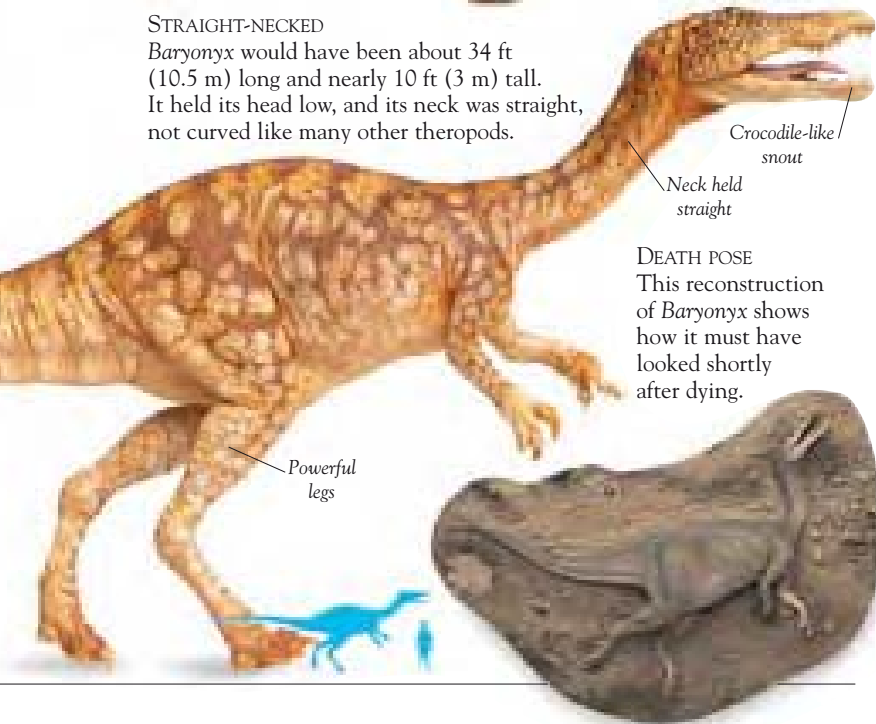 STRAIGHT-NECKED
Baryonyx would have been about 34 ft
(10.5 m) long and nearly 10 ft (3 m) tall.
It held its head low, and its neck was straight,
not curved like many other theropods.
Crocodile-like
snout
Neck held
straight
DEATH POSE
This reconstruction
of Baryonyx shows
how it must have
looked shortly
after dying.
Powerful
legs